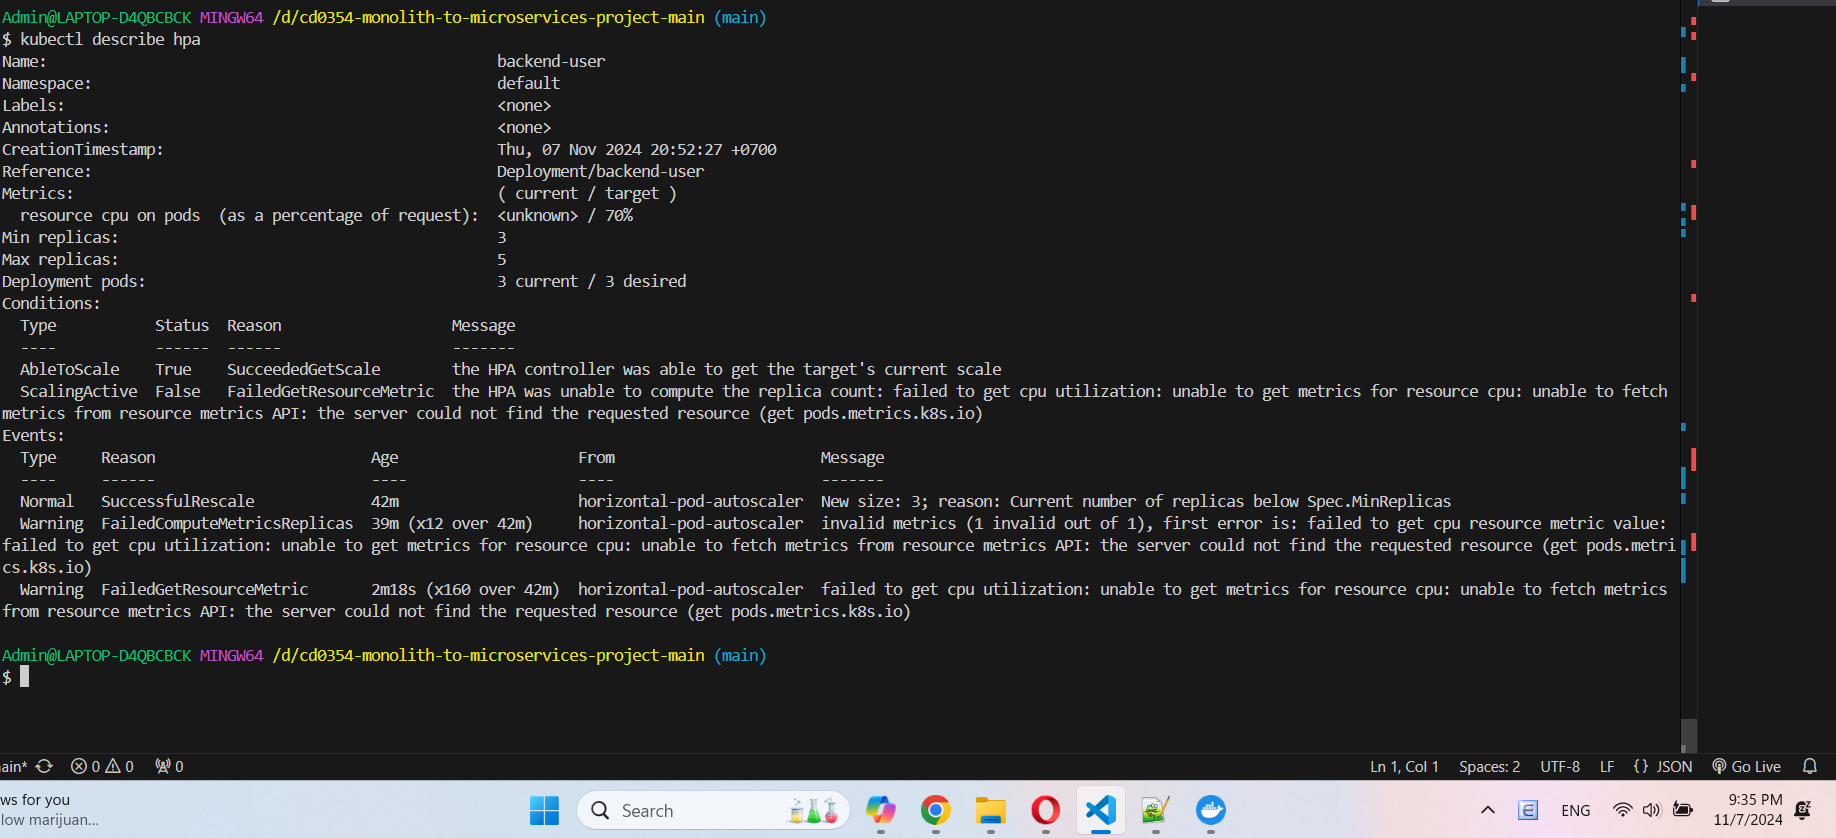 Admin@LAPTOP-D4QBCBCK MINGW64 /d/cd0354-monolith-to-microservices-project-main (main)
$ kubectl describe hpa
Name: backend-user
Namespace: default
Labels: <none>
Annotations: <none>
CreationTimestamp: Thu, 07 Nov 2024 20:52:27 +0700
Reference: Deployment/backend-user
Metrics: ( current / target )
resource cpu on pods (as a percentage of request): <unknown> / 70%
Min replicas: 3
Max replicas: 5
Deployment pods: 3 current / 3 desired
Conditions:
Type Status Reason Message
---- ------ ------ -------
AbleToScale True SucceededGetScale the HPA controller was able to get the target's current scale
ScalingActive False FailedGetResourceMetric the HPA was unable to compute the replica count: failed to get cpu utilization: unable to get metrics for resource cpu: unable to fetch
metrics from resource metrics API: the server could not find the requested resource (get pods.metrics.k8s.io)
Events:
Type Reason Age From Message
---- ------ ---- ---- -------
Normal SuccessfulRescale 42m horizontal-pod-autoscaler New size: 3; reason: Current number of replicas below Spec.MinReplicas
Warning FailedComputeMetricsReplicas 39m (x12 over 42m) horizontal-pod-autoscaler invalid metrics (1 invalid out of 1), first error is: failed to get cpu resource metric value:
failed to get cpu utilization: unable to get metrics for resource cpu: unable to fetch metrics from resource metrics API: the server could not find the requested resource (get pods.metri
cs.k8s.io)
Warning FailedGetResourceMetric 2m18s (x160 over 42m) horizontal-pod-autoscaler failed to get cpu utilization: unable to get metrics for resource cpu: unable to fetch metrics
from resource metrics API: the server could not find the requested resource (get pods.metrics.k8s.io)
Admin@LAPTOP-D4QBCBCK MINGW64 /d/cd0354-monolith-to-microservices-project-main (main)
$
ain* 0 0 0 Ln 1, Col 1 Spaces: 2 UTF-8 LF {} JSON Go Live
ws for you
low marijuan...
Search
ENG
9:35 PM
11/7/2024